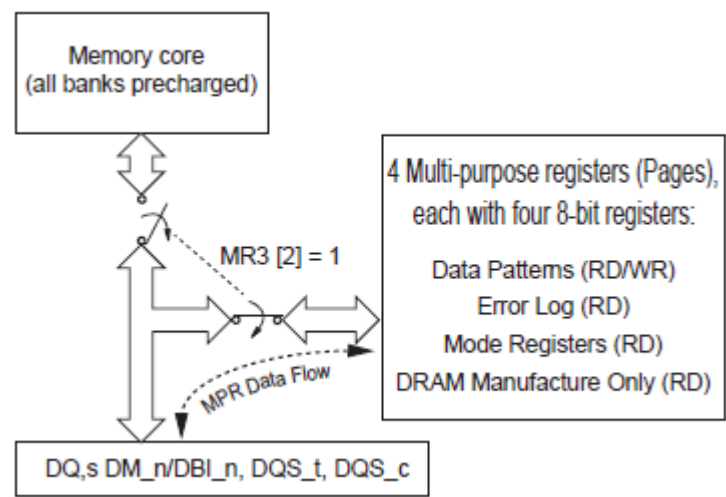 Memory core
(all banks precharged)
4 Multi-purpose registers (Pages),
each with four 8-bit registers:
Data Patterns (RD/WR)
Error Log (RD)
Mode Registers (RD)
DRAM Manufacture Only (RD)
MR3 [2] = 1
MPR Data Flow
DQ,s DM_n/DBI_n, DQS_t, DQS_c